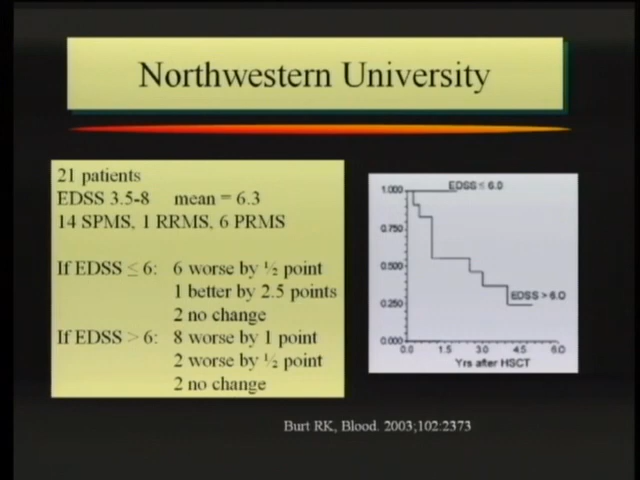 Northwestern University
21 patients
EDSS 3.5-8 mean = 6.3
14 SPMS, 1 RRMS, 6 PRMS
If EDSS ≤ 6: 6 worse by ½ point
1 better by 2.5 points
2 no change
If EDSS > 6: 8 worse by 1 point
2 worse by ½ point
2 no change
EDSS ≤ 6.0
1.000
0.750
0.500
0.250
0.000
EDSS > 6.0
0.0 1.5 3.0 4.5 6.0
Yrs after HSCT
Burt RK, Blood. 2003;102:2373